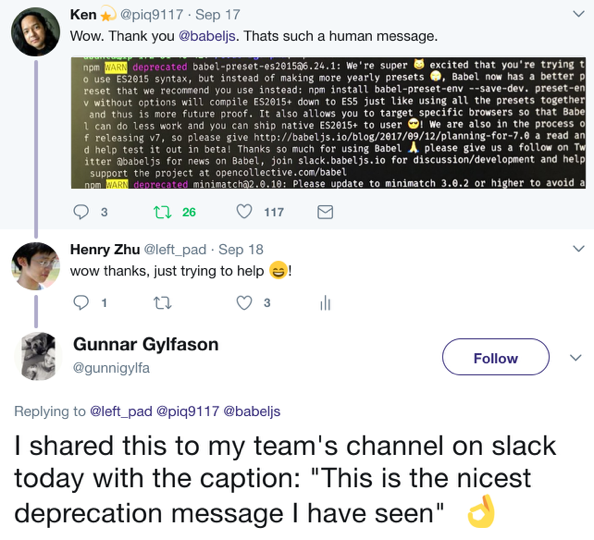 Ken ⭐ @piq9117 · Sep 17
Wow. Thank you @babeljs. Thats such a human message.
npm WARN deprecated babel-preset-es2015@6.24.1: We're super 😸 excited that you're trying t
o use ES2015 syntax, but instead of making more yearly presets 🙄, Babel now has a better p
reset that we recommend you use instead: npm install babel-preset-env --save-dev. preset-en
v without options will compile ES2015+ down to ES5 just like using all the presets together
and thus is more future proof. It also allows you to target specific browsers so that Babe
l can do less work and you can ship native ES2015+ to user 😎! We are also in the process o
f releasing v7, so please give http://babeljs.io/blog/2017/09/12/planning-for-7.0 a read an
d help test it out in beta! Thanks so much for using Babel 🙏 please give us a follow on Tw
itter @babeljs for news on Babel, join slack.babeljs.io for discussion/development and help
support the project at opencollective.com/babel
npm WARN deprecated minimatch@2.0.10: Please update to minimatch 3.0.2 or higher to avoid a
3 26 117
Henry Zhu @left_pad · Sep 18
wow thanks, just trying to help 😄!
1 3
Gunnar Gylfason
@gunnigylfa
Follow
Replying to @left_pad @piq9117 @babeljs
I shared this to my team's channel on slack
today with the caption: "This is the nicest
deprecation message I have seen" 👌